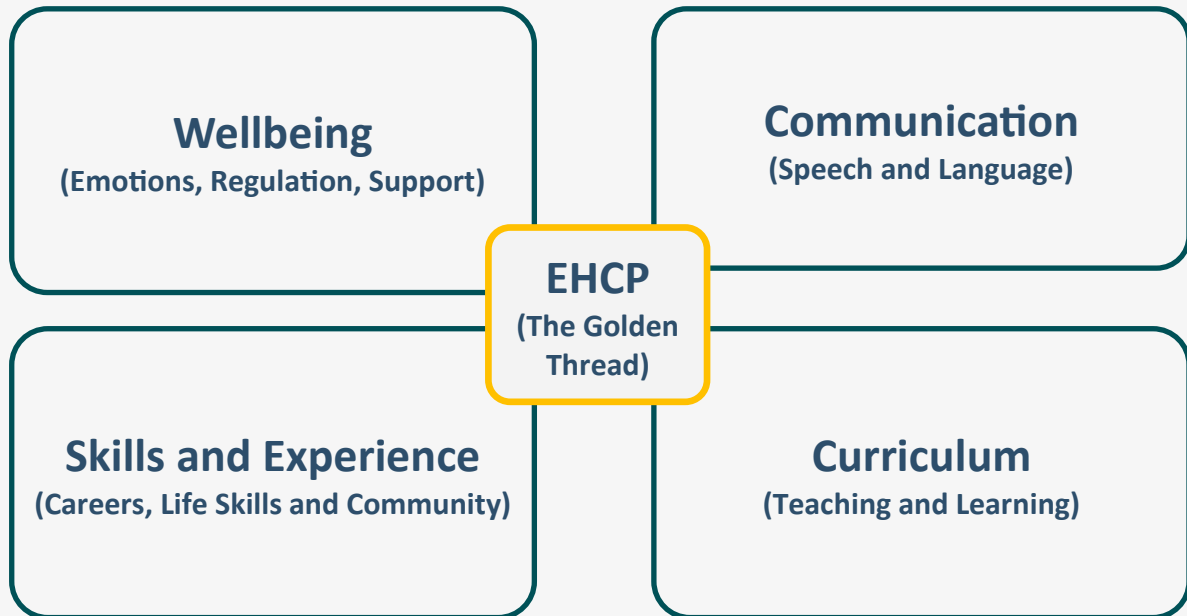 Wellbeing
(Emotions, Regulation, Support)
Communication
(Speech and Language)
EHCP
(The Golden
Thread)
Skills and Experience
(Careers, Life Skills and Community)
Curriculum
(Teaching and Learning)